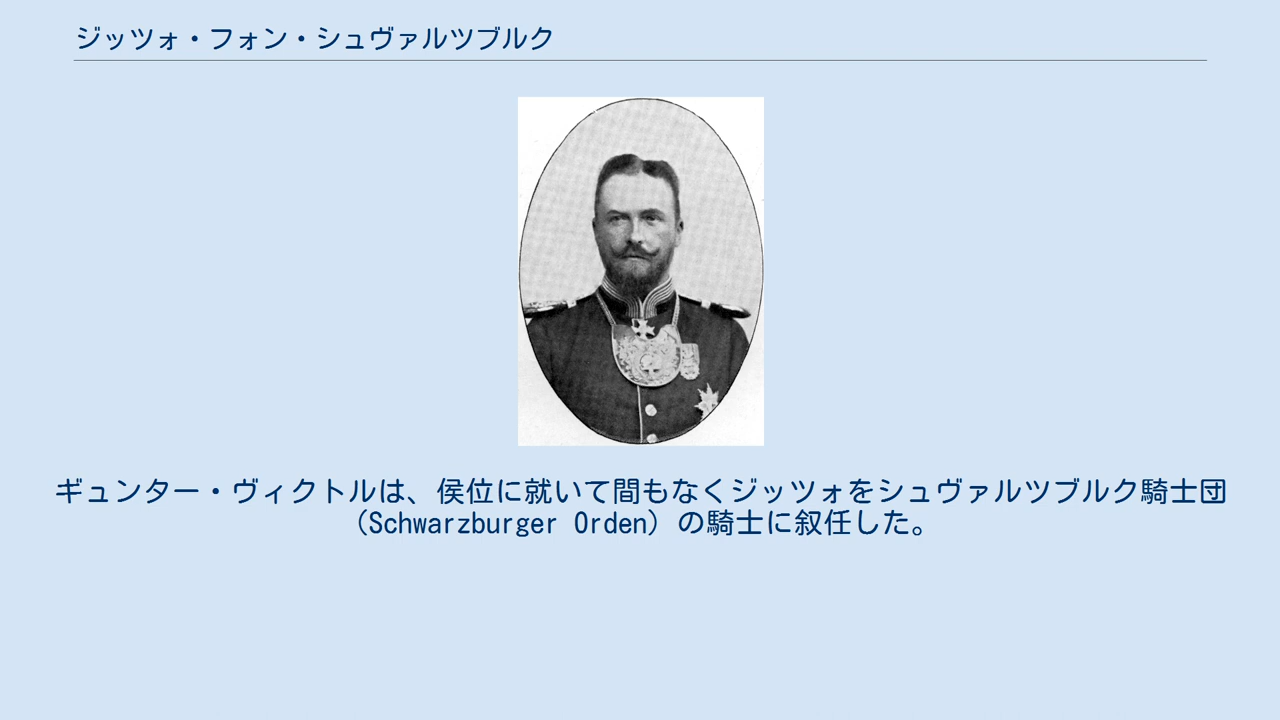 ジッツォ・フォン・シュヴァルツブルク
ギュンター・ヴィクトルは、侯位に就いて間もなくジッツォをシュヴァルツブルク騎士団
（Schwarzburger Orden）の騎士に叙任した。